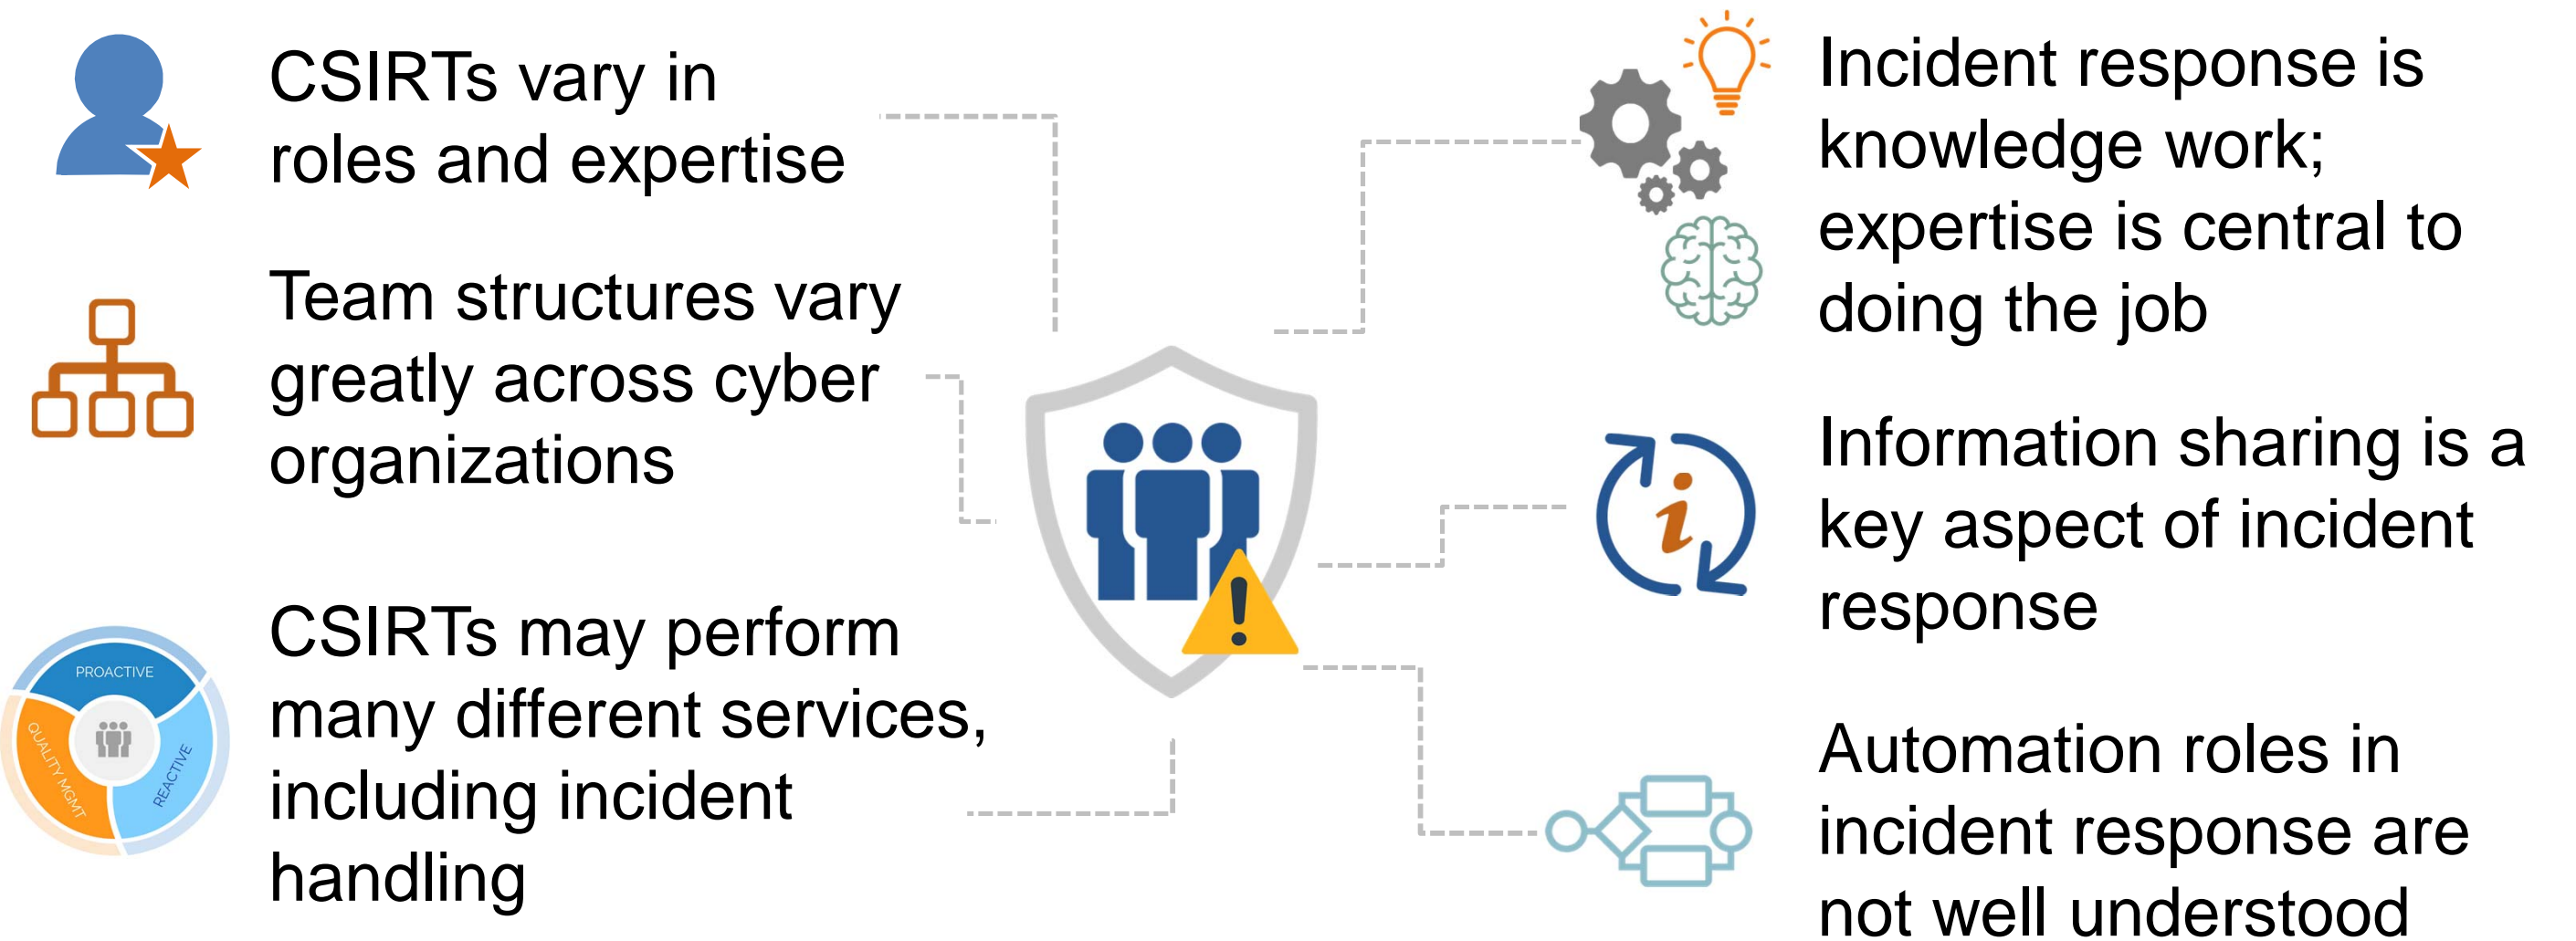 CSIRTs vary in
roles and expertise
Team structures vary
greatly across cyber
organizations
PROACTIVE
QUALITY MGMT
REACTIVE
CSIRTs may perform
many different services,
including incident
handling
Incident response is
knowledge work;
expertise is central to
doing the job
i
Information sharing is a
key aspect of incident
response
!
Automation roles in
incident response are
not well understood